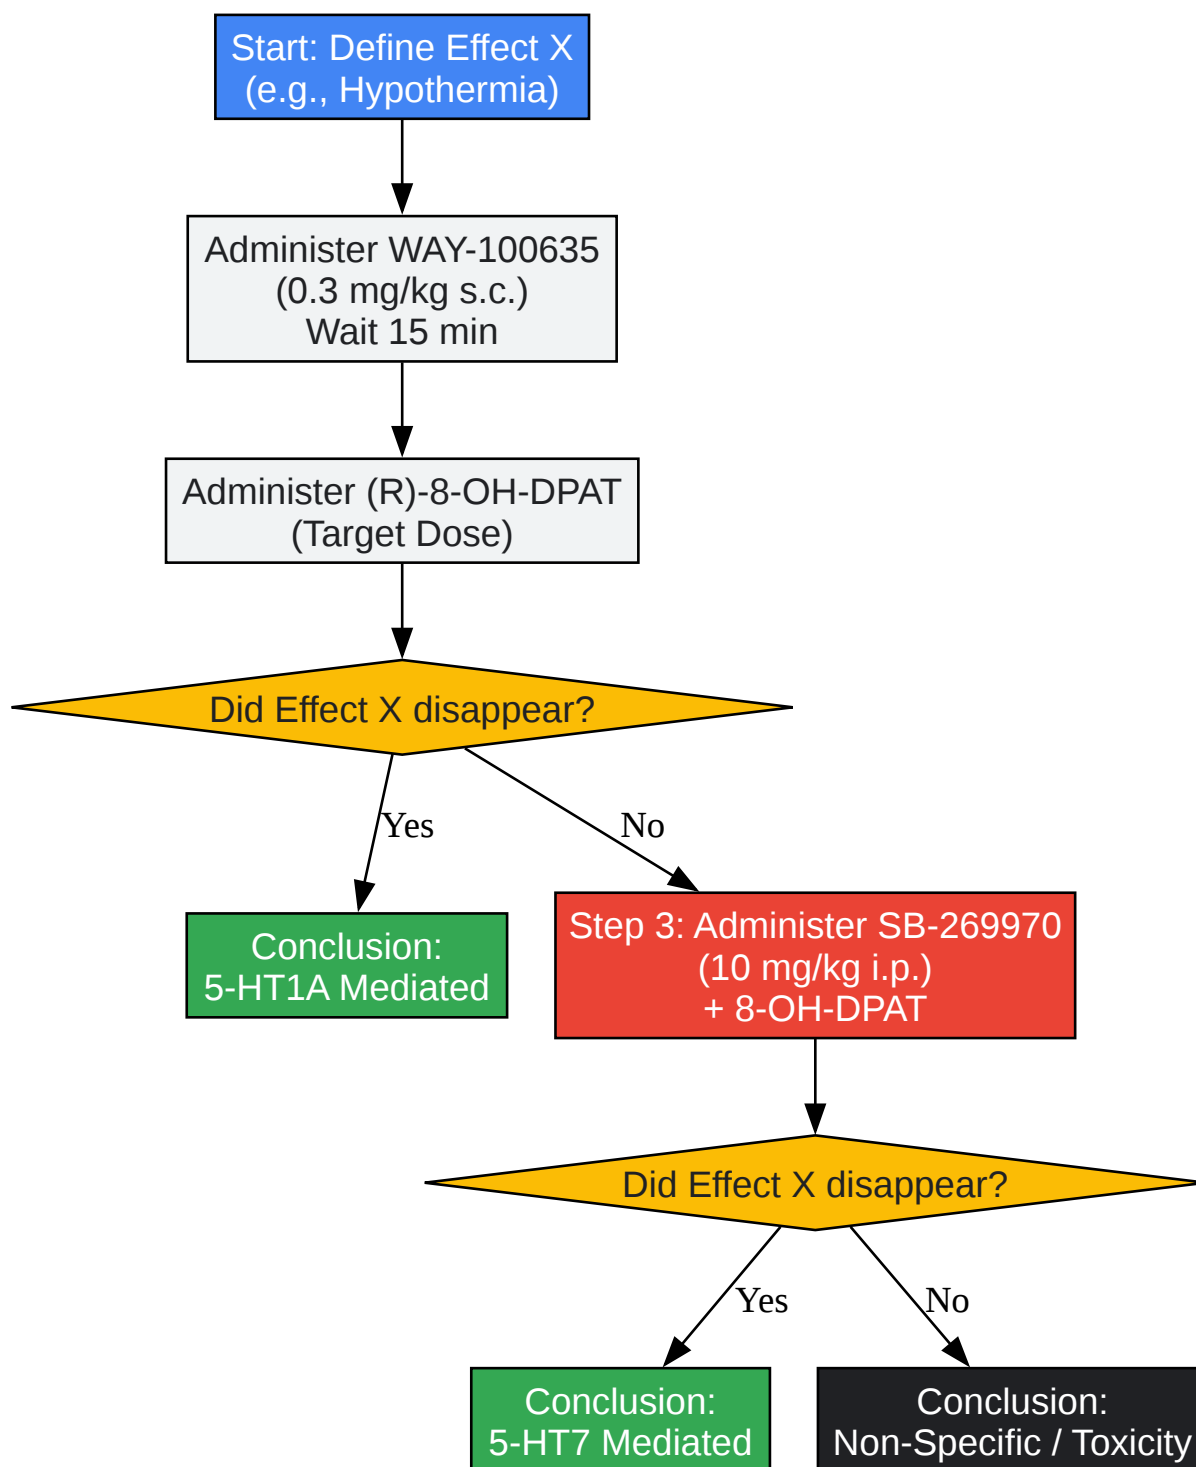 Start: Define Effect X
(e.g., Hypothermia)
Administer WAY-100635
(0.3 mg/kg s.c.)
Wait 15 min
Administer (R)-8-OH-DPAT
(Target Dose)
Did Effect X disappear?
Yes
No
Conclusion:
5-HT1A Mediated
Step 3: Administer SB-269970
(10 mg/kg i.p.)
+ 8-OH-DPAT
Did Effect X disappear?
Yes
No
Conclusion:
5-HT7 Mediated
Conclusion:
Non-Specific / Toxicity